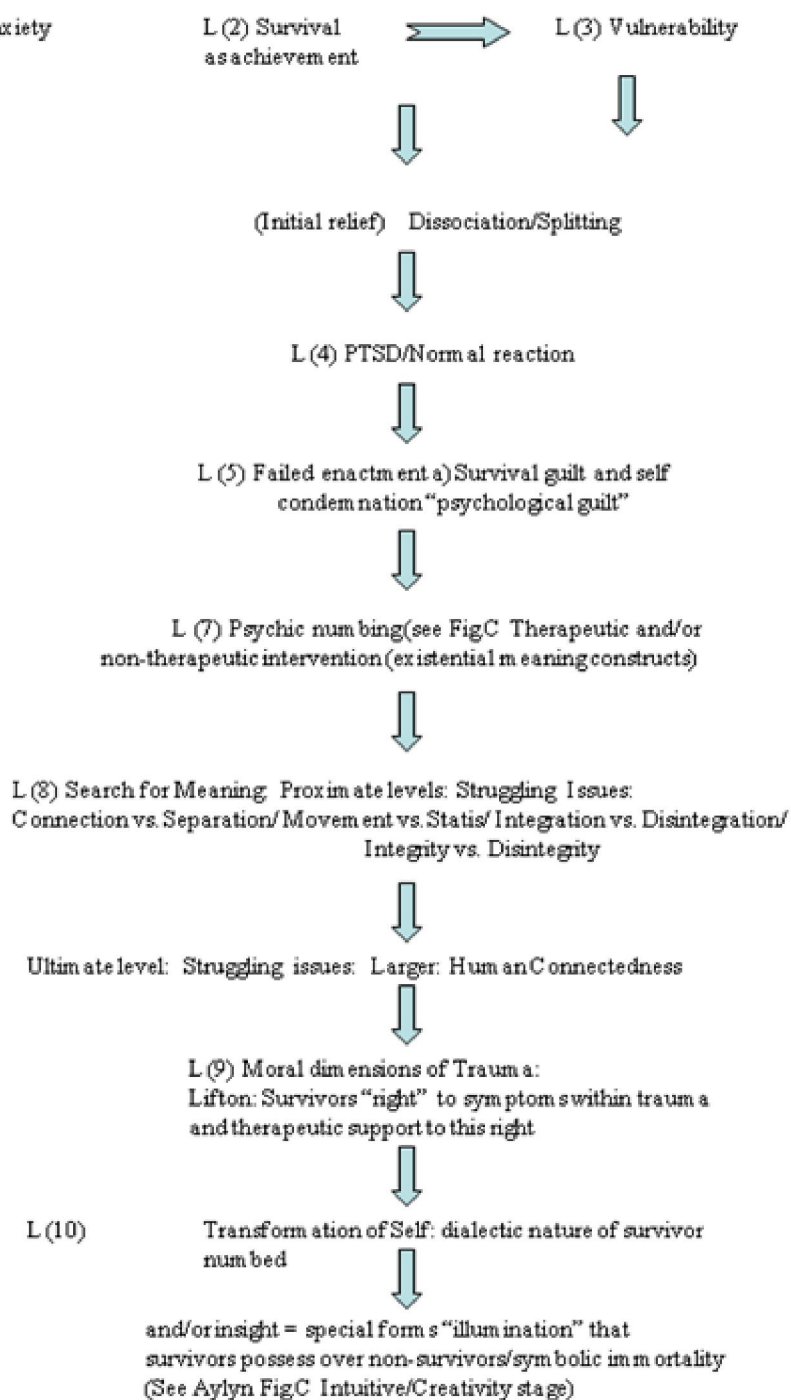 xiety
L (2) Survival
as achievement
L (3) Vulnerability
(Initial relief) Dissociation/Splitting
L (4) PTSD/Normal reaction
L (5) Failed enactment a) Survival guilt and self
condemnation “psychological guilt”
L (7) Psychic numbing(see Fig.C Therapeutic and/or
non-therapeutic intervention (existential meaning constructs)
L (8) Search for Meaning: Proximate levels: Struggling Issues:
Connection vs. Separation/ Movement vs. Statis/ Integration vs. Disintegration/
Integrity vs. Disintegrity
Ultimate level: Struggling issues: Larger: Human Connectedness
L (9) Moral dimensions of Trauma:
Lifton: Survivors “right” to symptoms within trauma
and therapeutic support to this right
L (10) Transformation of Self: dialectic nature of survivor
numbed
and/or insight = special forms “illumination” that
survivors possess over non-survivors/symbolic immortality
(See Aylyn Fig.C Intuitive/Creativity stage)